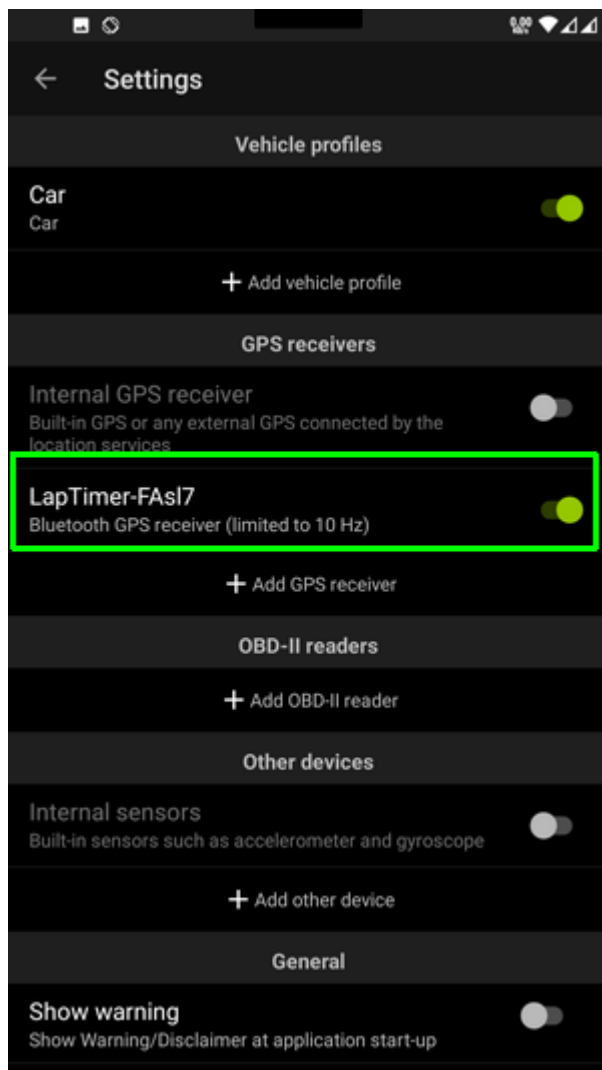 0.00
Settings
Vehicle profiles
Car
Car
+ Add vehicle profile
GPS receivers
Internal GPS receiver
Built-in GPS or any external GPS connected by the
location services
LapTimer-FAsl7
Bluetooth GPS receiver (limited to 10 Hz)
+ Add GPS receiver
OBD-II readers
+ Add OBD-II reader
Other devices
Internal sensors
Built-in sensors such as accelerometer and gyroscope
+ Add other device
General
Show warning
Show Warning/Disclaimer at application start-up